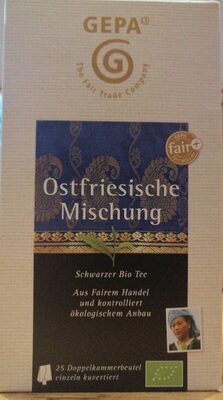 GEPA
The Fair Trade Company
GEPA
fair+
Ostfriesische
Mischung
Schwarzer Bio Tee
Aus Fairem Handel
und kontrolliert
ökologischem Anbau
25 Doppelkammerbeutel
einzeln kuvertiert